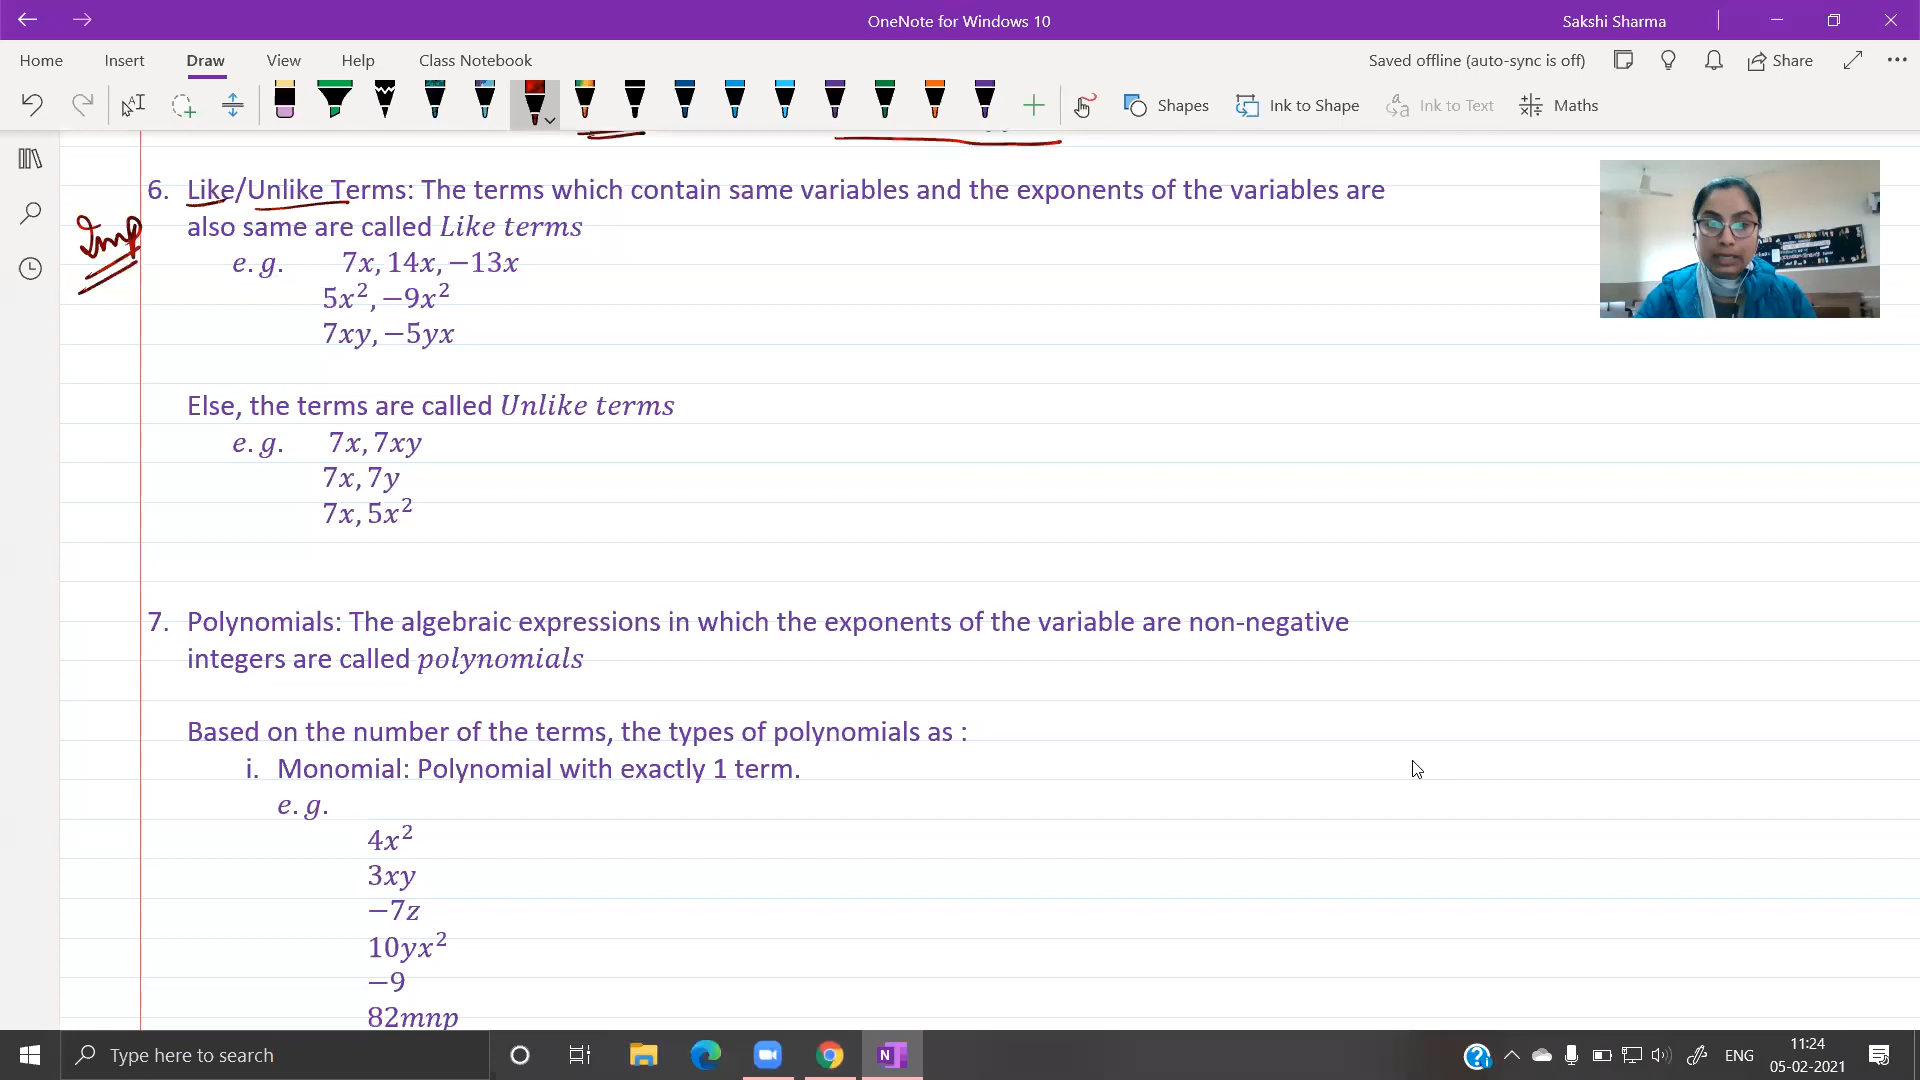 OneNote for Windows 10
Sakshi Sharma
Home Insert Draw View Help Class Notebook
Saved offline (auto-sync is off) Share
Shapes Ink to Shape Ink to Text Maths
6. Like/Unlike Terms: The terms which contain same variables and the exponents of the variables are
Imp
also same are called Like terms
e.g. 7x, 14x, −13x
5x², −9x²
7xy, −5yx
Else, the terms are called Unlike terms
e.g. 7x, 7xy
7x, 7y
7x, 5x²
7. Polynomials: The algebraic expressions in which the exponents of the variable are non-negative
integers are called polynomials
Based on the number of the terms, the types of polynomials as :
i. Monomial: Polynomial with exactly 1 term.
e.g.
4x²
3xy
−7z
10yx²
−9
82mnp
Type here to search
ENG
11:24
05-02-2021